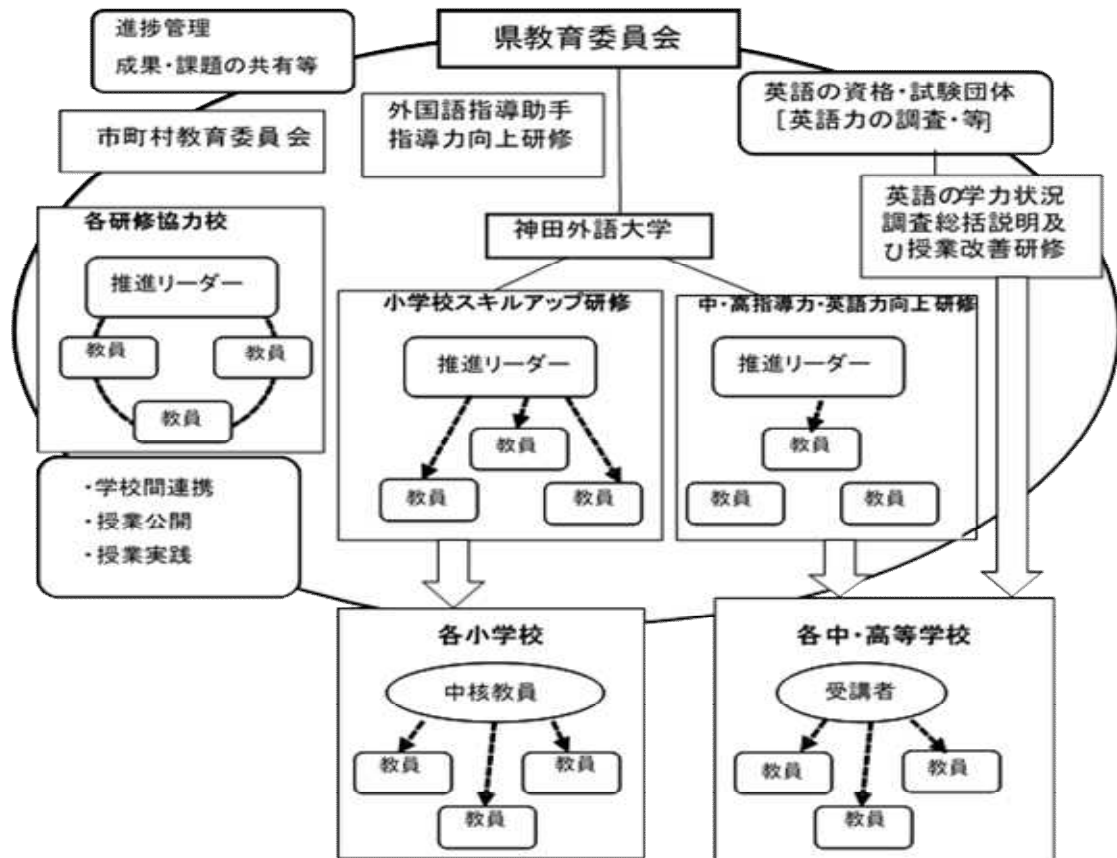 進捗管理
成果・課題の共有等
県教育委員会
外国語指導助手
指導力向上研修
英語の資格・試験団体
[英語力の調査・等]
市町村教育委員会
英語の学力状況
調査総括説明及
び授業改善研修
神田外語大学
各研修協力校
推進リーダー
教員
教員
教員
小学校スキルアップ研修
推進リーダー
教員
教員
教員
中・高指導力・英語力向上研修
推進リーダー
教員
教員
教員
・学校間連携
・授業公開
・授業実践
各小学校
中核教員
教員
教員
教員
各中・高等学校
受講者
教員
教員
教員